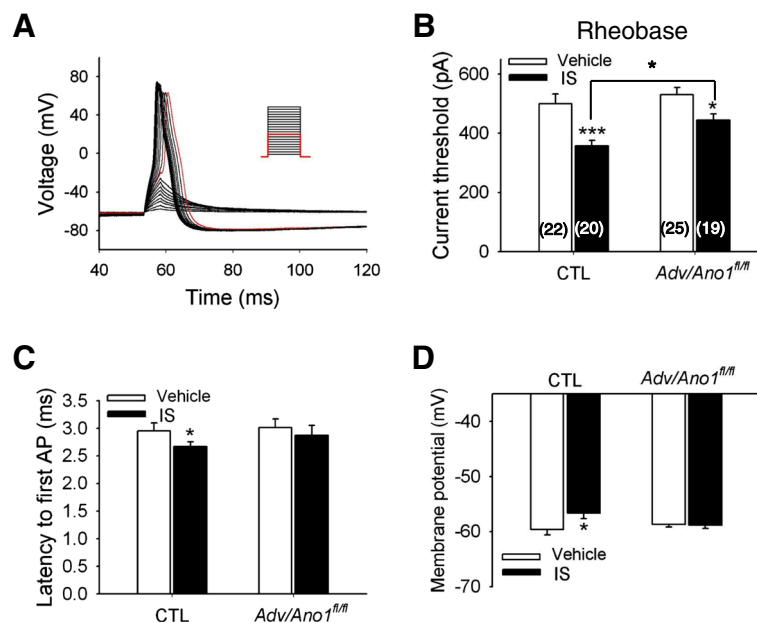 A
Voltage (mV)
80
40
0
-40
-80
40 60 80 100 120
Time (ms)
B
Rheobase
Vehicle
IS
Current threshold (pA)
600
400
200
0
***
*
*
(22) (20) (25) (19)
CTL Adv/Ano1fl/fl
C
Vehicle
IS
Latency to first AP (ms)
3.5
3.0
2.5
2.0
1.5
1.0
0.5
0.0
*
CTL Adv/Ano1fl/fl
D
CTL Adv/Ano1fl/fl
Membrane potential (mV)
-40
-50
-60
-70
*
Vehicle
IS